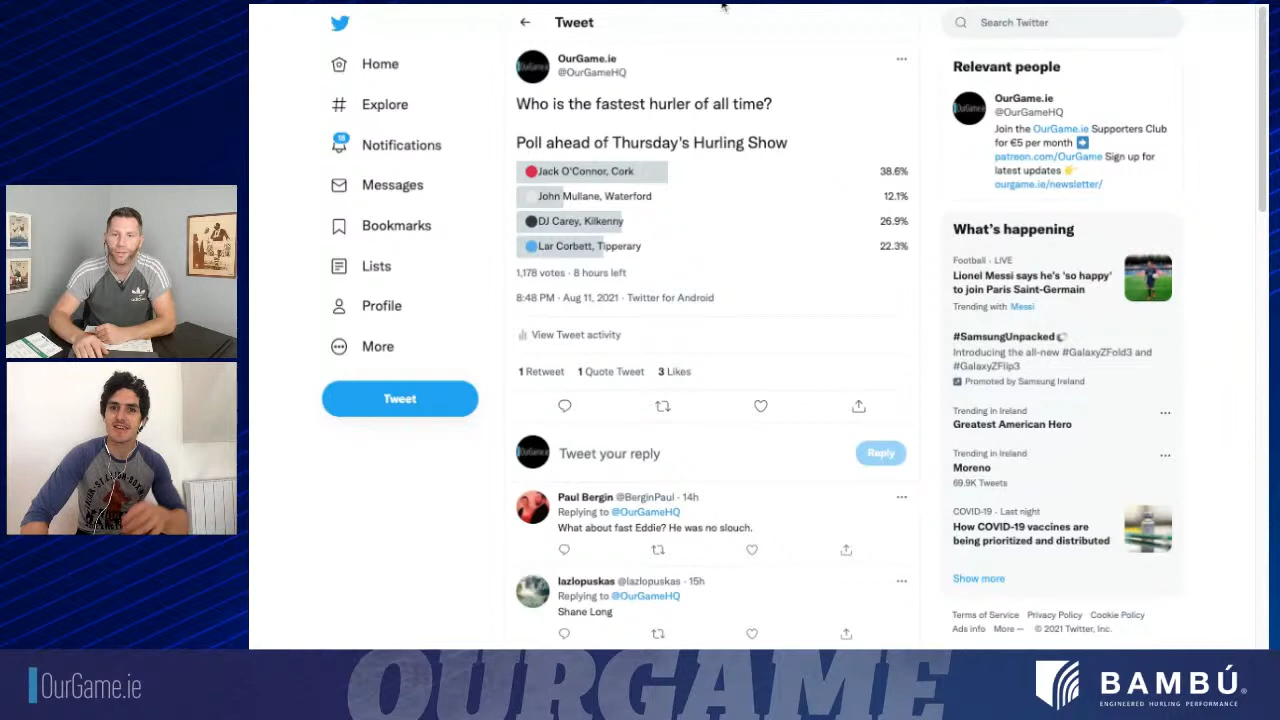 Tweet
Search Twitter
Home
Explore
18
Notifications
Messages
Bookmarks
Lists
Profile
More
Tweet
OurGame.ie
@OurGameHQ
Who is the fastest hurler of all time?
Poll ahead of Thursday's Hurling Show
Jack O'Connor, Cork 38.6%
John Mullane, Waterford 12.1%
DJ Carey, Kilkenny 26.9%
Lar Corbett, Tipperary 22.3%
1,178 votes · 8 hours left
8:48 PM · Aug 11, 2021 · Twitter for Android
View Tweet activity
1 Retweet 1 Quote Tweet 3 Likes
Tweet your reply
Reply
Paul Bergin @BerginPaul · 14h
Replying to @OurGameHQ
What about fast Eddie? He was no slouch.
lazlopuskas @lazlopuskas · 15h
Replying to @OurGameHQ
Shane Long
Relevant people
OurGame.ie
@OurGameHQ
Join the OurGame.ie Supporters Club
for €5 per month ➡️
patreon.com/OurGame Sign up for
latest updates 👉
ourgame.ie/newsletter/
What's happening
Football · LIVE
Lionel Messi says he's 'so happy'
to join Paris Saint-Germain
Trending with Messi
#SamsungUnpacked
Introducing the all-new #GalaxyZFold3 and
#GalaxyZFlip3
Promoted by Samsung Ireland
Trending in Ireland
Greatest American Hero
Trending in Ireland
Moreno
69.9K Tweets
COVID-19 · Last night
How COVID-19 vaccines are
being prioritized and distributed
Show more
Terms of Service Privacy Policy Cookie Policy
Ads info More ··· © 2021 Twitter, Inc.
OurGame.ie
OURGAME
BAMBÚ®
ENGINEERED HURLING PERFORMANCE